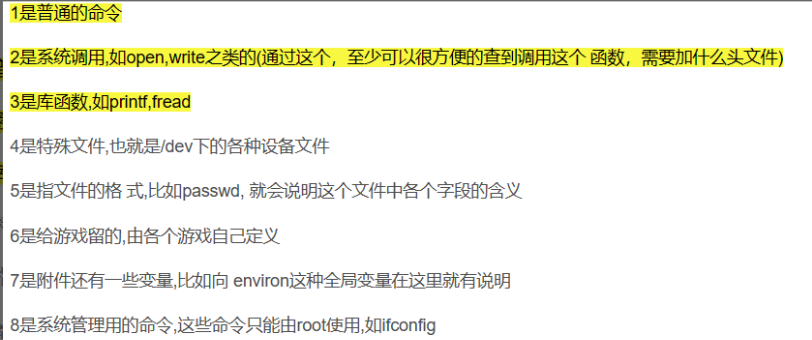 1是普通的命令
2是系统调用,如open,write之类的(通过这个，至少可以很方便的查到调用这个 函数，需要加什么头文件)
3是库函数,如printf,fread
4是特殊文件,也就是/dev下的各种设备文件
5是指文件的格 式,比如passwd, 就会说明这个文件中各个字段的含义
6是给游戏留的,由各个游戏自己定义
7是附件还有一些变量,比如向 environ这种全局变量在这里就有说明
8是系统管理用的命令,这些命令只能由root使用,如ifconfig